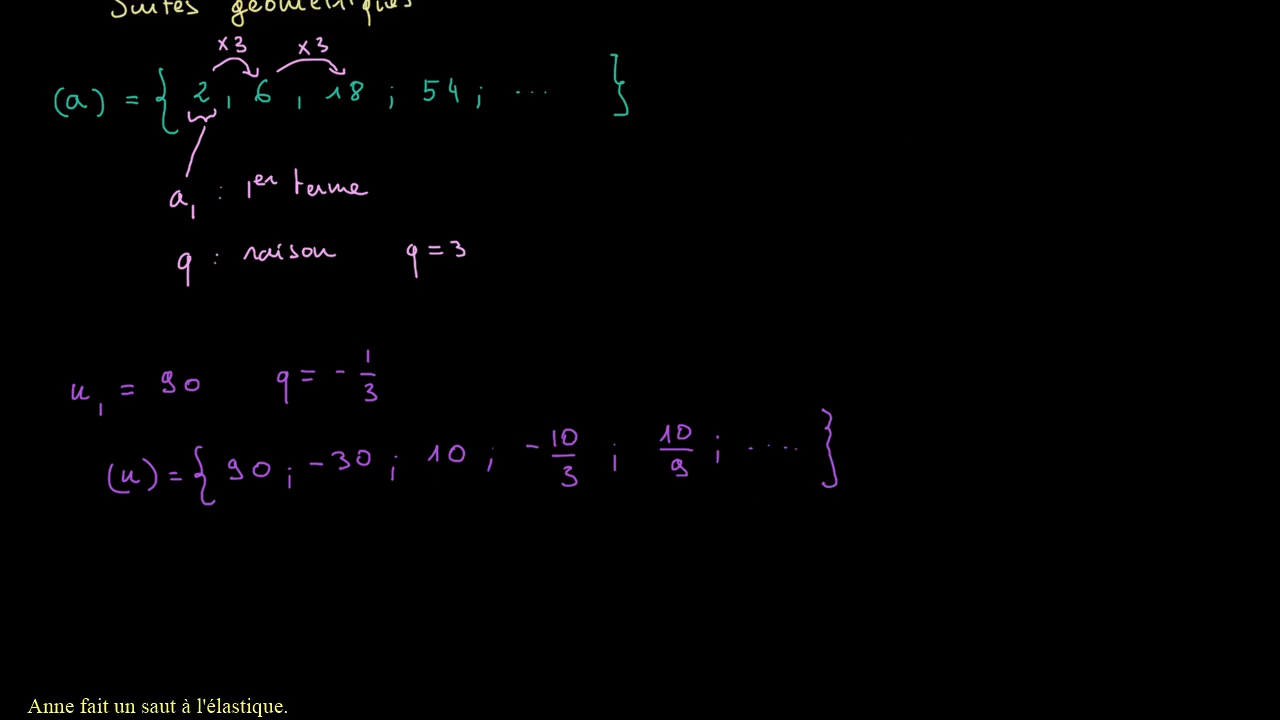 Suites géométriques
×3 ×3
(a) = { 2 ; 6 ; 18 ; 54 ; ... }
a₁ : 1er terme
q : raison q = 3
u₁ = 90 q = - 1/3
(u) = { 90 ; -30 ; 10 ; - 10/3 ; 10/9 ; .... }
Anne fait un saut à l'élastique.